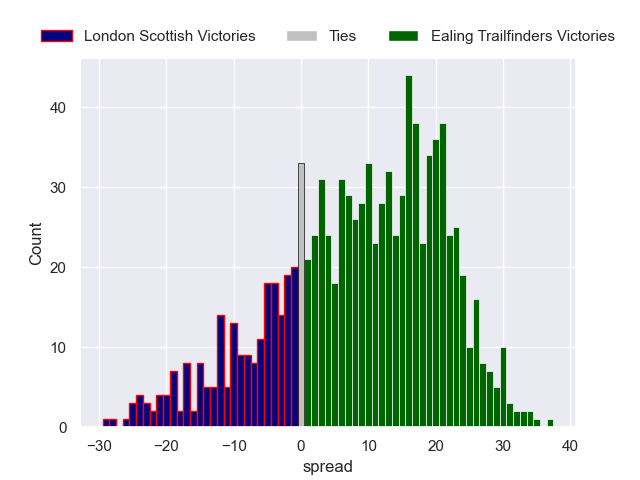 London Scottish Victories Ties Ealing Trailfinders Victories
40
30
20
10
0
Count
−30 −20 −10 0 10 20 30 40
spread